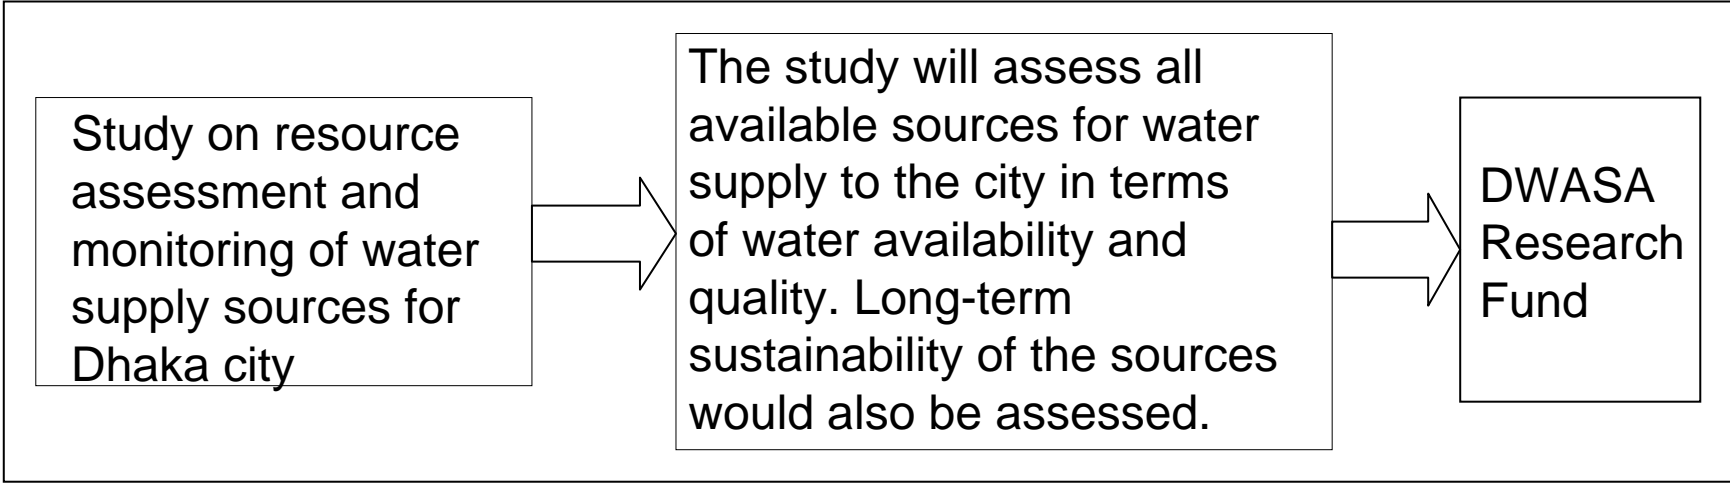 Study on resource
assessment and
monitoring of water
supply sources for
Dhaka city
The study will assess all
available sources for water
supply to the city in terms
of water availability and
quality. Long-term
sustainability of the sources
would also be assessed.
DWASA
Research
Fund